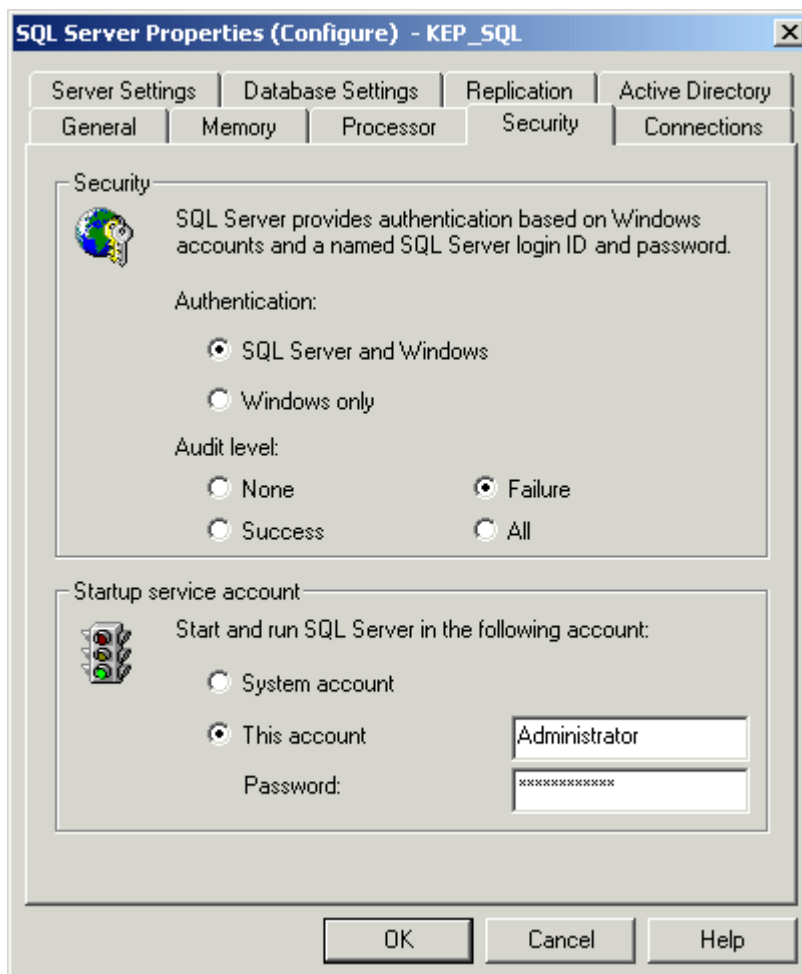 SQL Server Properties (Configure) - KEP_SQL
Server Settings
Database Settings
Replication
Active Directory
General
Memory
Processor
Security
Connections
Security
SQL Server provides authentication based on Windows
accounts and a named SQL Server login ID and password.
Authentication:
SQL Server and Windows
Windows only
Audit level:
None
Failure
Success
All
Startup service account
Start and run SQL Server in the following account:
System account
This account
Administrator
Password:
************
OK
Cancel
Help